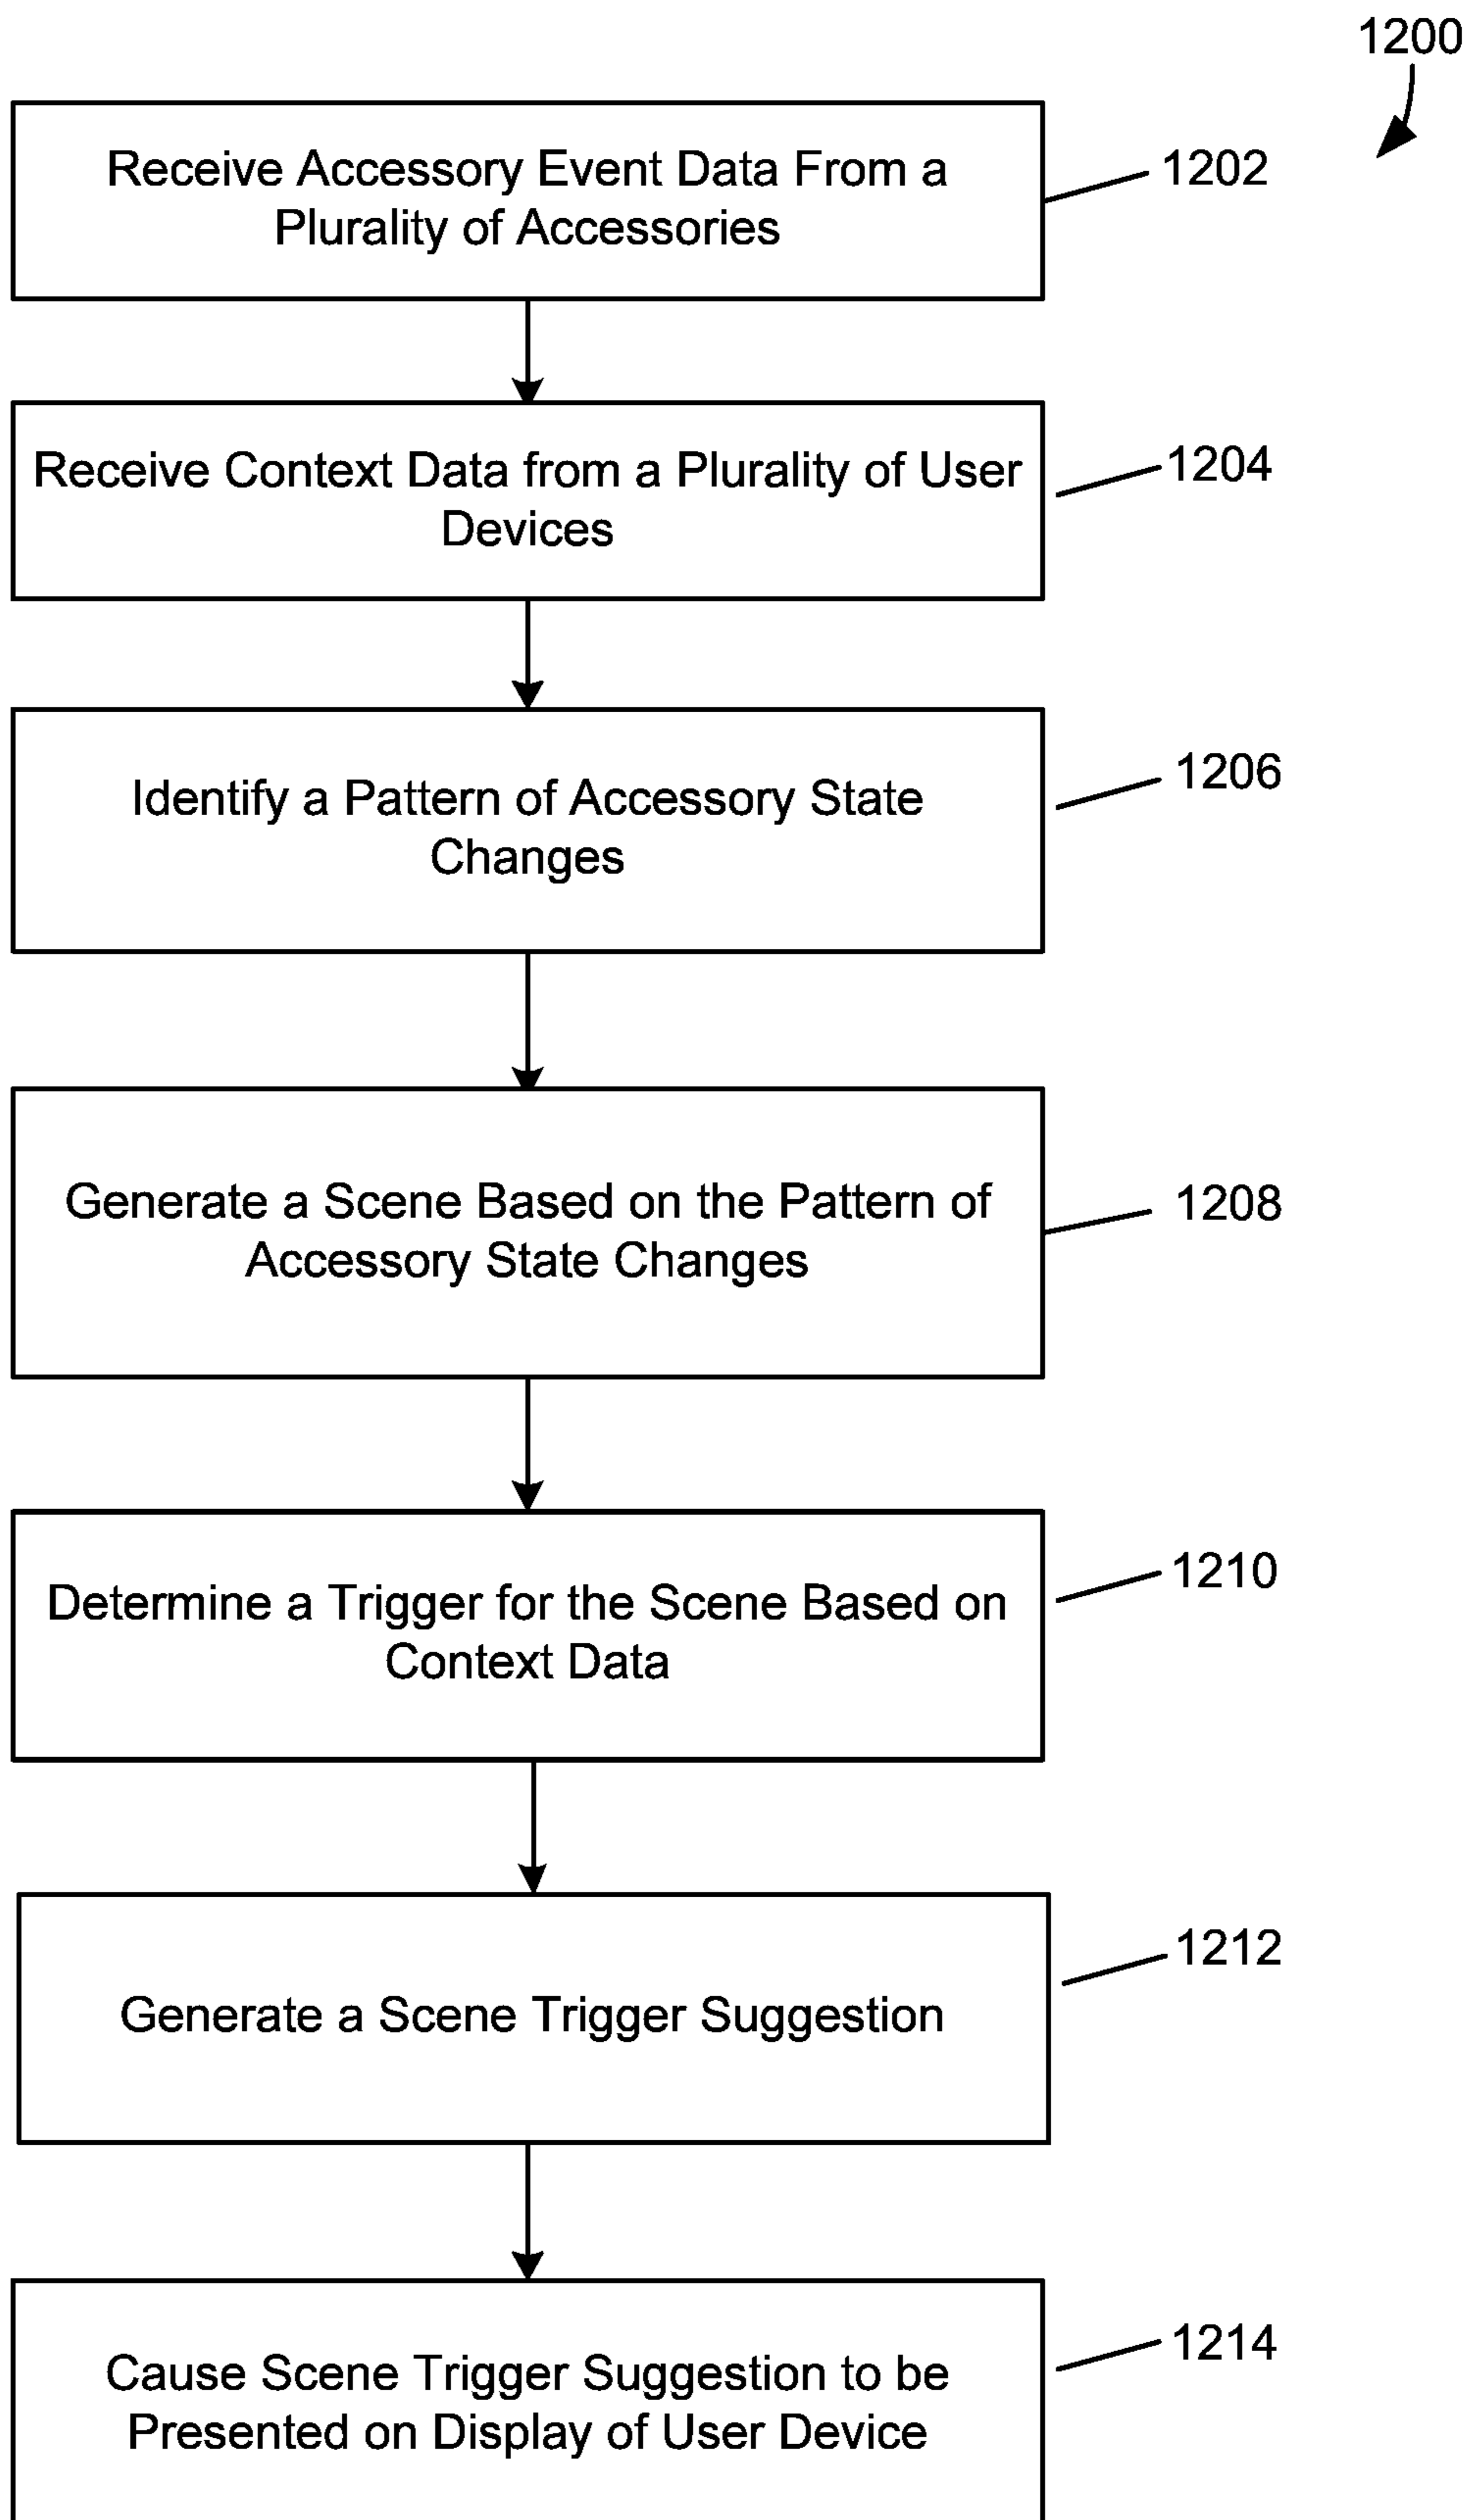 1200
Receive Accessory Event Data From a
Plurality of Accessories
1202
Receive Context Data from a Plurality of User
Devices
1204
Identify a Pattern of Accessory State
Changes
1206
Generate a Scene Based on the Pattern of
Accessory State Changes
1208
Determine a Trigger for the Scene Based on
Context Data
1210
Generate a Scene Trigger Suggestion
1212
Cause Scene Trigger Suggestion to be
Presented on Display of User Device
1214